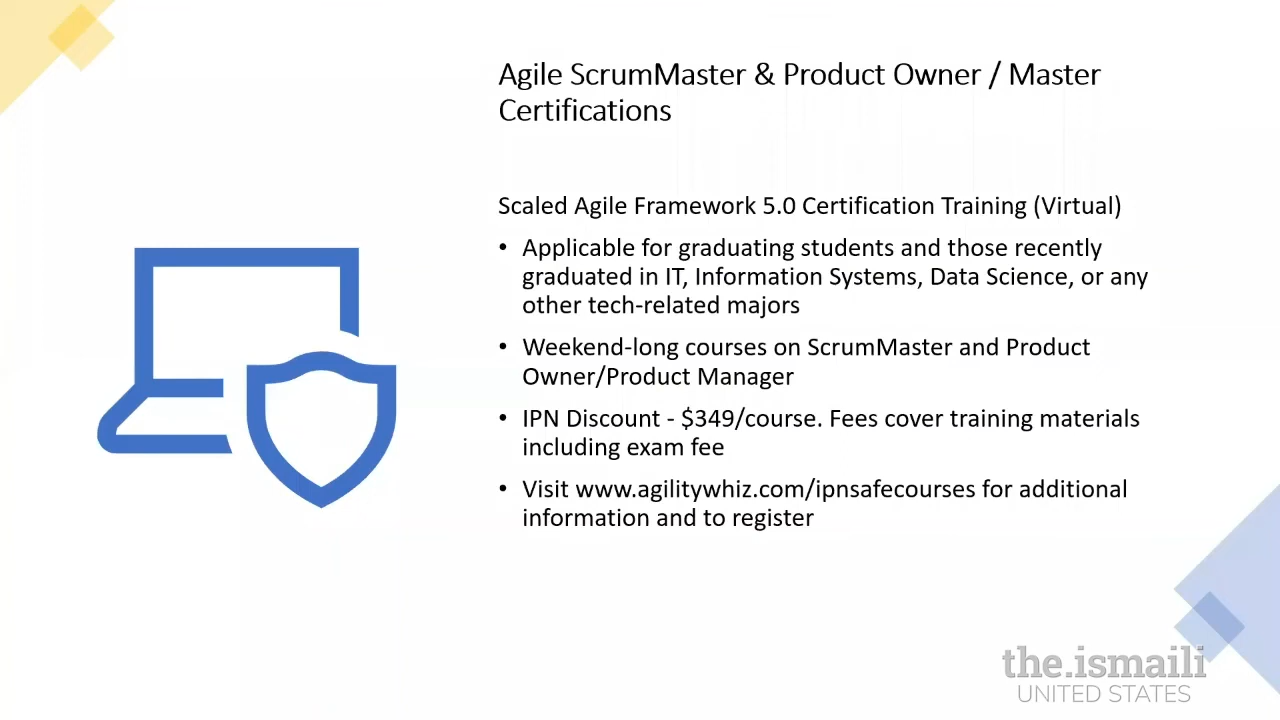 Agile ScrumMaster & Product Owner / Master
Certifications
Scaled Agile Framework 5.0 Certification Training (Virtual)
• Applicable for graduating students and those recently
graduated in IT, Information Systems, Data Science, or any
other tech-related majors
• Weekend-long courses on ScrumMaster and Product
Owner/Product Manager
• IPN Discount - $349/course. Fees cover training materials
including exam fee
• Visit www.agilitywhiz.com/ipnsafecourses for additional
information and to register
the.ismaili
UNITED STATES